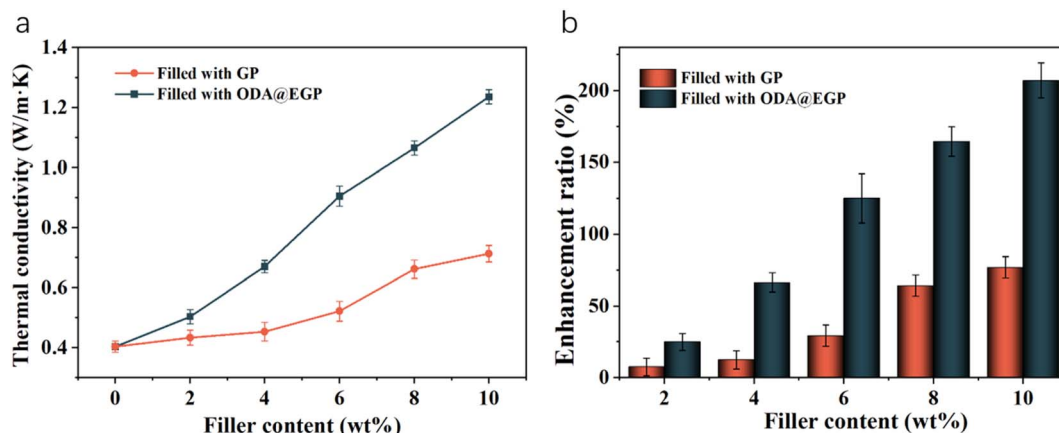 a
Thermal conductivity (W/m·K)
1.4
1.2
1.0
0.8
0.6
0.4
Filled with GP
Filled with ODA@EGP
0 2 4 6 8 10
Filler content (wt%)
b
Enhancement ratio (%)
200
150
100
50
0
Filled with GP
Filled with ODA@EGP
2 4 6 8 10
Filler content (wt%)